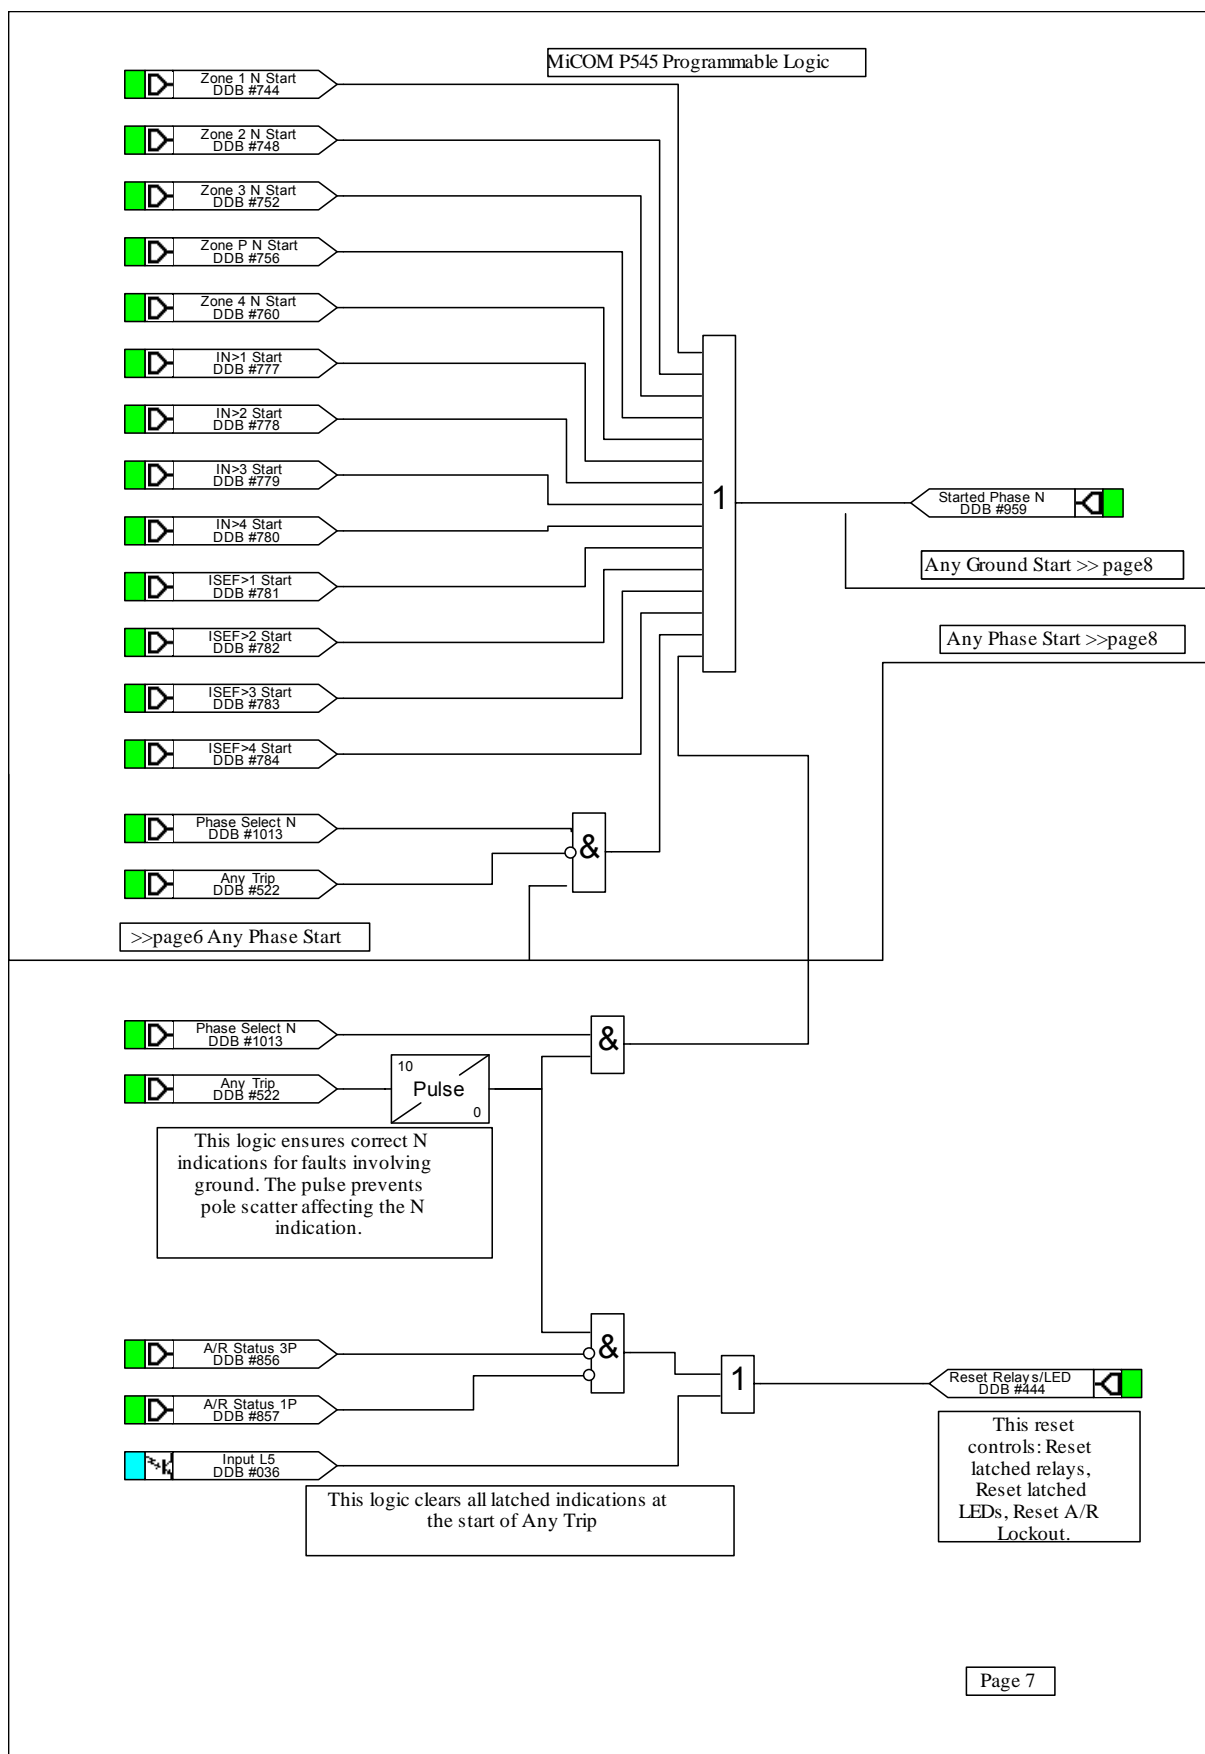 MiCOM P545 Programmable Logic
Zone 1 N Start
DDB #744
Zone 2 N Start
DDB #748
Zone 3 N Start
DDB #752
Zone P N Start
DDB #756
Zone 4 N Start
DDB #760
IN>1 Start
DDB #777
IN>2 Start
DDB #778
IN>3 Start
DDB #779
IN>4 Start
DDB #780
ISEF>1 Start
DDB #781
ISEF>2 Start
DDB #782
ISEF>3 Start
DDB #783
ISEF>4 Start
DDB #784
1
Started Phase N
DDB #959
Any Ground Start >> page8
Any Phase Start >>page8
Phase Select N
DDB #1013
Any Trip
DDB #522
&
>>page6 Any Phase Start
Phase Select N
DDB #1013
Any Trip
DDB #522
10
Pulse
0
&
This logic ensures correct N
indications for faults involving
ground. The pulse prevents
pole scatter affecting the N
indication.
A/R Status 3P
DDB #856
A/R Status 1P
DDB #857
Input L5
DDB #036
&
1
Reset Relays/LED
DDB #444
This logic clears all latched indications at
the start of Any Trip
This reset
controls: Reset
latched relays,
Reset latched
LEDs, Reset A/R
Lockout.
Page 7